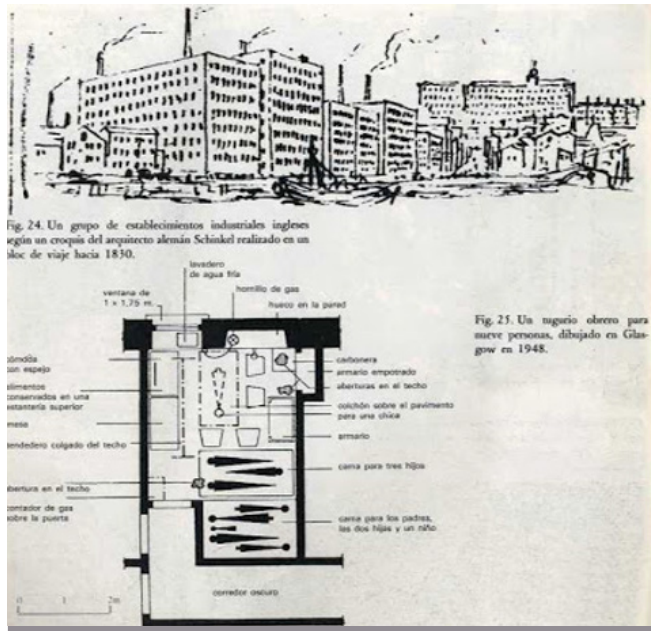 Fig. 24. Un grupo de establecimientos industriales ingleses
según un croquis del arquitecto alemán Schinkel realizado en un
bloc de viaje hacia 1830.
lavadero
de agua fría
ventana de
1 x 1,75 m.
hornillo de gas
hueco en la pared
Fig. 25. Un tugurio obrero para
nueve personas, dibujado en Glas-
gow en 1948.
cómoda
con espejo
alimentos
conservados en una
estantería superior
mesa
tendedero colgado del techo
abertura en el techo
contador de gas
sobre la puerta
carbonera
armario empotrado
aberturas en el techo
colchón sobre el pavimento
para una chica
armario
cama para tres hijos
cama para los padres,
las dos hijas y un niño
corredor oscuro
0 1 2m